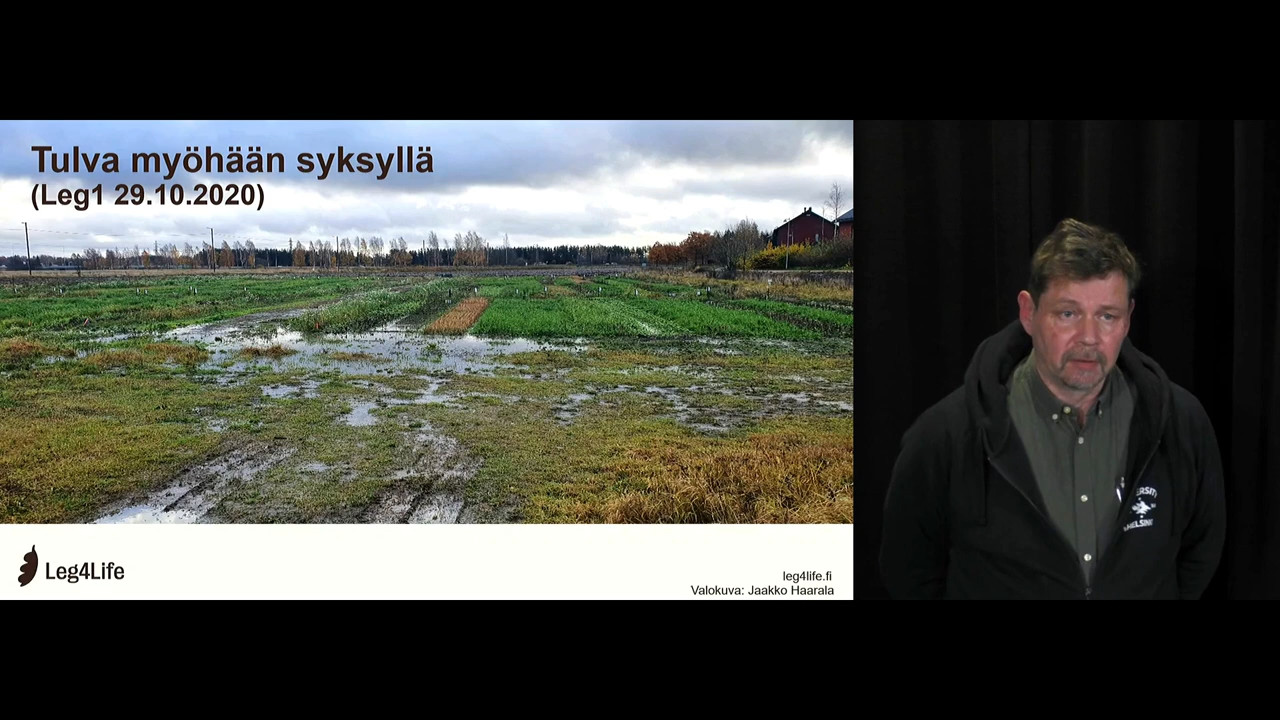 Tulva myöhään syksyllä
(Leg1 29.10.2020)
Leg4Life
leg4life.fi
Valokuva: Jaakko Haarala